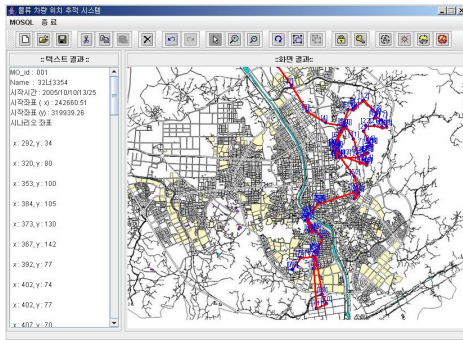 물류 차량 위치 추적 시스템
MOSQL 종 료
:: 텍스트 결과 ::
::화면 결과::
MO_id : 001
Name : 32나3354
시작시간 : 2005/10/10/13/25
시작좌표 ( x) : 242660.51
시작좌표 (y) : 319939.26
시나리오 좌표
x : 292, y : 34
x : 320, y : 80
x : 353, y : 100
x : 384, y : 105
x : 373, y : 130
x : 367, y : 142
x : 392, y : 77
x : 402, y : 74
x : 402, y : 77
x : 407, y : 70